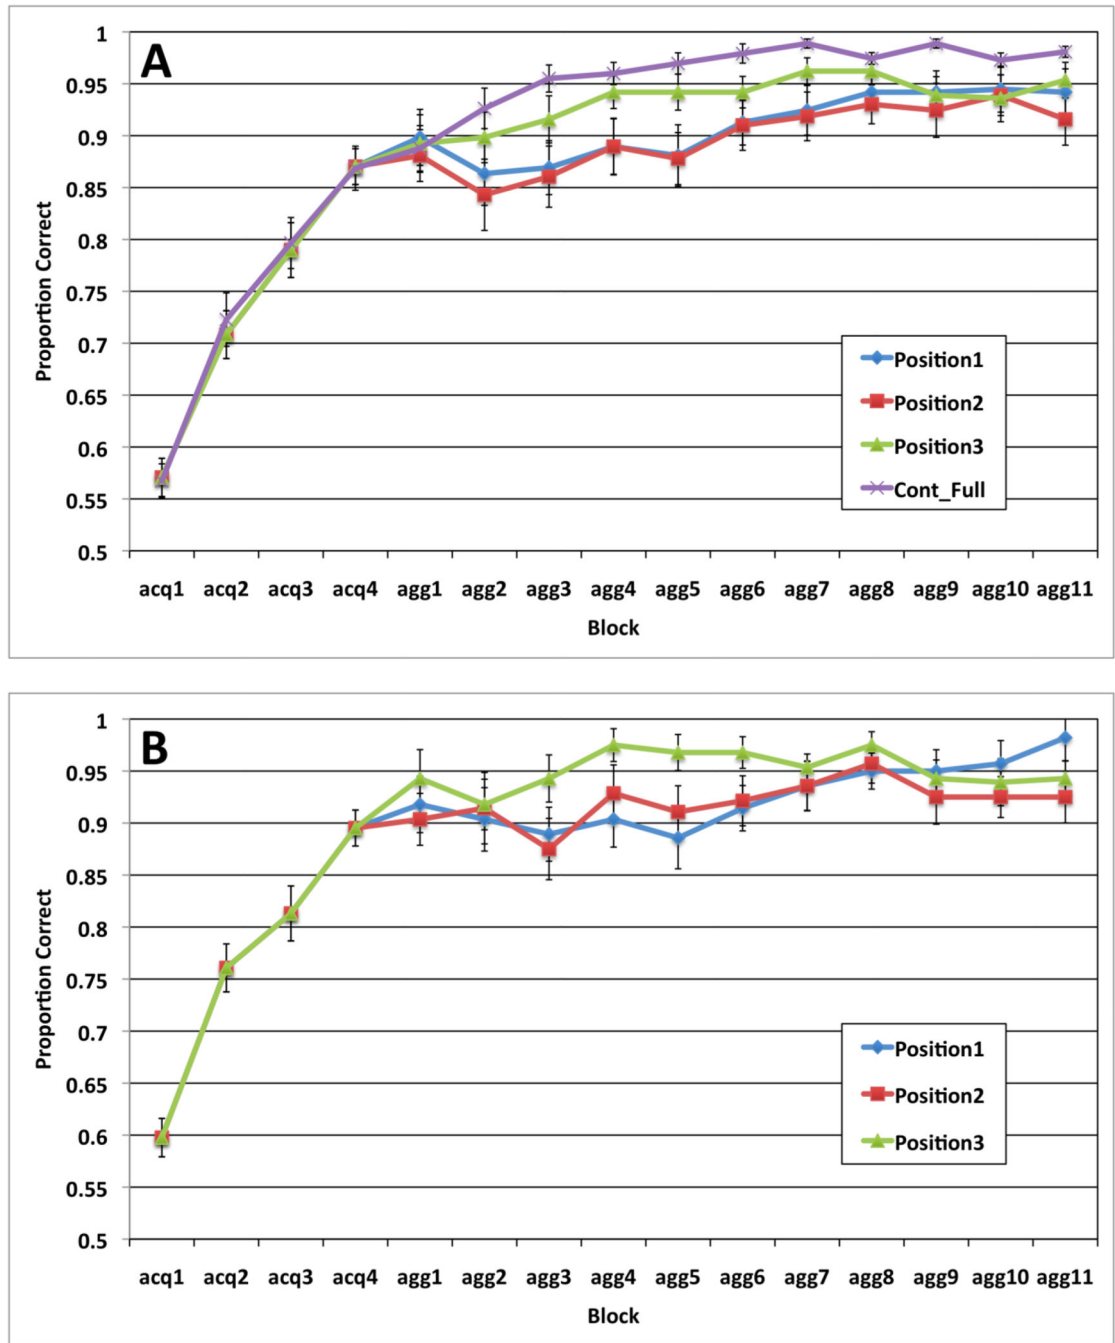 A
1
0.95
0.9
0.85
0.8
0.75
0.7
0.65
0.6
0.55
0.5
Proportion Correct
Position1
Position2
Position3
Cont_Full
acq1 acq2 acq3 acq4 agg1 agg2 agg3 agg4 agg5 agg6 agg7 agg8 agg9 agg10 agg11
Block
B
1
0.95
0.9
0.85
0.8
0.75
0.7
0.65
0.6
0.55
0.5
Proportion Correct
Position1
Position2
Position3
acq1 acq2 acq3 acq4 agg1 agg2 agg3 agg4 agg5 agg6 agg7 agg8 agg9 agg10 agg11
Block